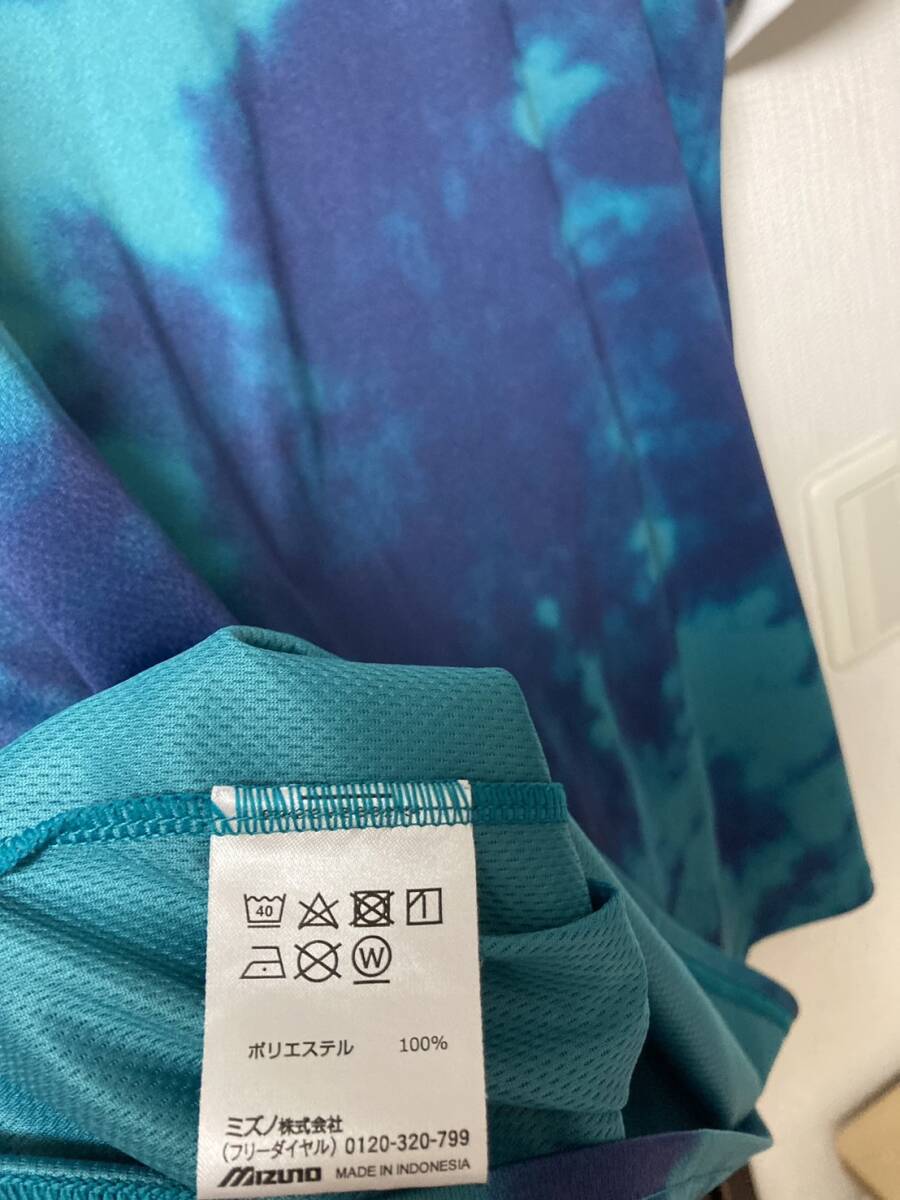 40
W
ポリエステル 100%
ミズノ株式会社
(フリーダイヤル) 0120-320-799
MIZUNO MADE IN INDONESIA